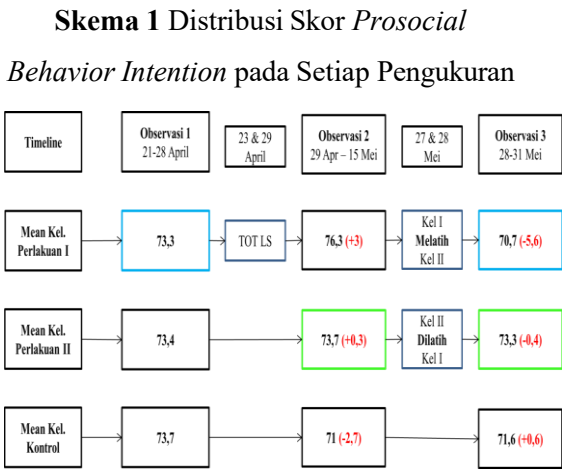 Skema 1 Distribusi Skor Prosocial
Behavior Intention pada Setiap Pengukuran
Timeline
Observasi 1
21-28 April
23 & 29
April
Observasi 2
29 Apr – 15 Mei
27 & 28
Mei
Observasi 3
28-31 Mei
Mean Kel.
Perlakuan I
73,3
TOT LS
76,3 (+3)
Kel I
Melatih
Kel II
70,7 (-5,6)
Mean Kel.
Perlakuan II
73,4
73,7 (+0,3)
Kel II
Dilatih
Kel I
73,3 (-0,4)
Mean Kel.
Kontrol
73,7
71 (-2,7)
71,6 (+0,6)